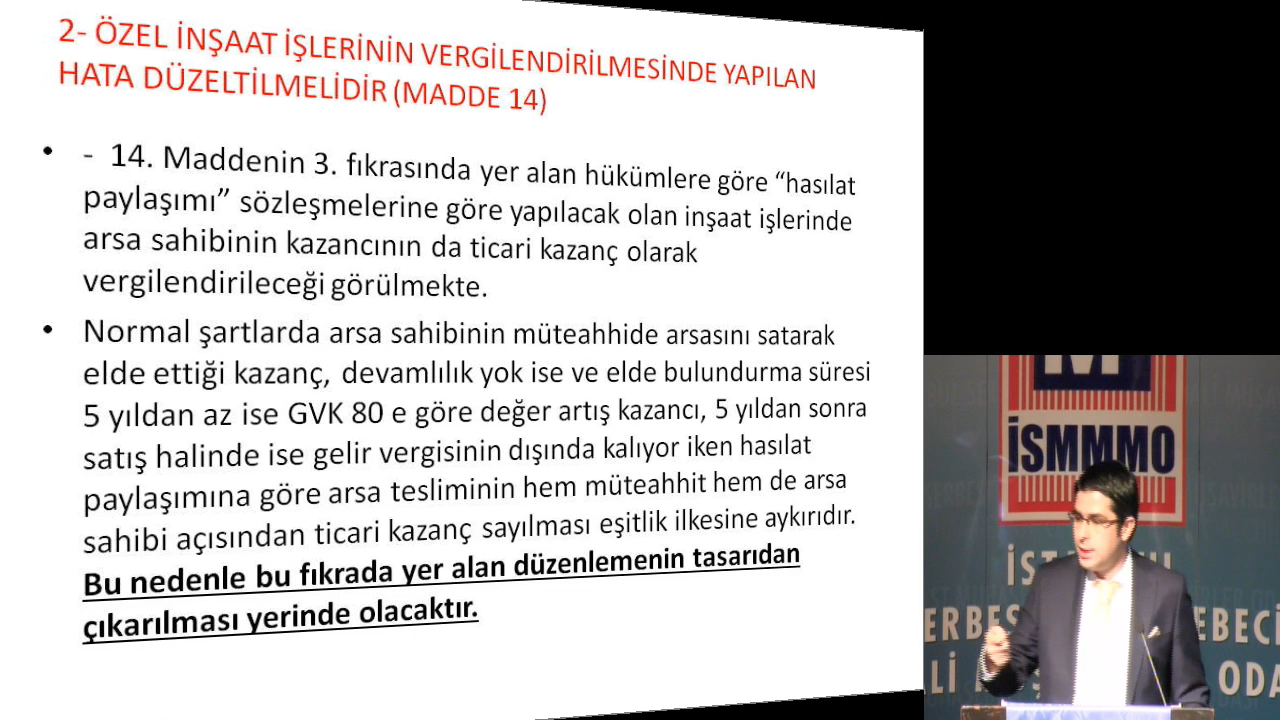 2- ÖZEL İNŞAAT İŞLERİNİN VERGİLENDİRİLMESİNDE YAPILAN
HATA DÜZELTİLMELİDİR (MADDE 14)
• - 14. Maddenin 3. fıkrasında yer alan hükümlere göre “hasılat
paylaşımı” sözleşmelerine göre yapılacak olan inşaat işlerinde
arsa sahibinin kazancının da ticari kazanç olarak
vergilendirileceği görülmekte.
• Normal şartlarda arsa sahibinin müteahhide arsasını satarak
elde ettiği kazanç, devamlılık yok ise ve elde bulundurma süresi
5 yıldan az ise GVK 80 e göre değer artış kazancı, 5 yıldan sonra
satış halinde ise gelir vergisinin dışında kalıyor iken hasılat
paylaşımına göre arsa tesliminin hem müteahhit hem de arsa
sahibi açısından ticari kazanç sayılması eşitlik ilkesine aykırıdır.
Bu nedenle bu fıkrada yer alan düzenlemenin tasarıdan
çıkarılması yerinde olacaktır.
İSMMMO